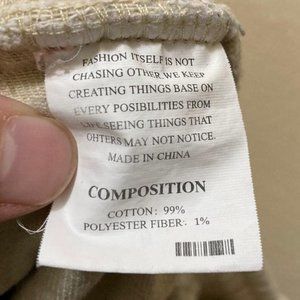 FASHION ITSELF IS NOT
CHASING OTHER, WE KEEP
CREATING THINGS BASE ON
EVERY POSIBILITIES FROM
LIFE SEEING THINGS THAT
OHTERS MAY NOT NOTICE.
MADE IN CHINA
COMPOSITION
COTTON: 99%
POLYESTER FIBER: 1%